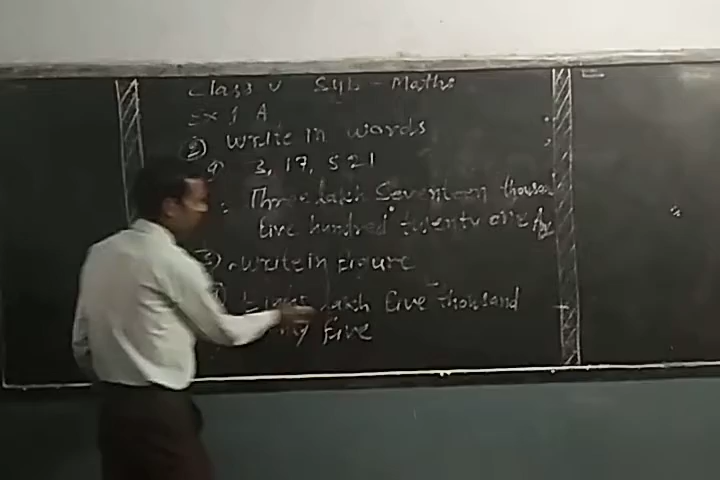 Class V Sub - Maths
Ex 1 A
2) Write in words
a) 3, 17, 521
: Three Lakh Seventeen thousand
five hundred twenty one
3) Write in figure
Lakh five thousand
five